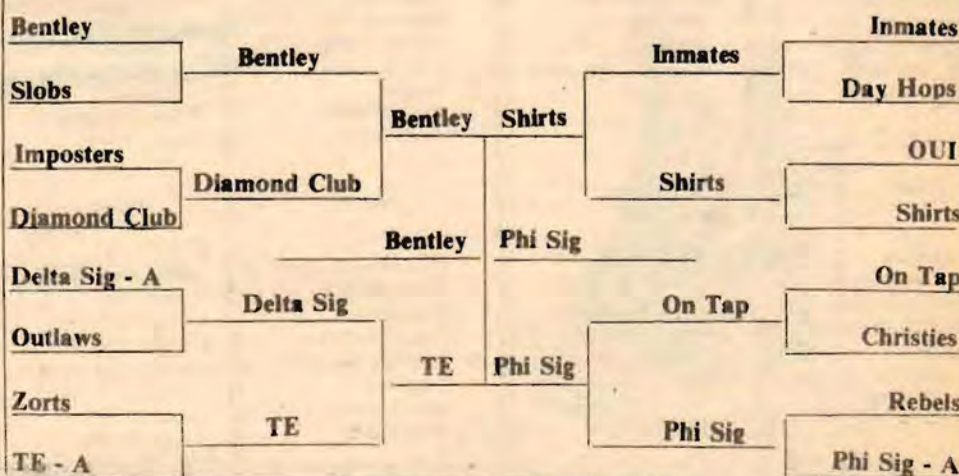 Bentley Inmates
Bentley Inmates
Slobs Day Hops
Bentley Shirts
Imposters OUI
Diamond Club Shirts
Diamond Club Shirts
Bentley Phi Sig
Delta Sig - A On Tap
Delta Sig On Tap
Outlaws Christies
TE Phi Sig
Zorts Rebels
TE Phi Sig
TE - A Phi Sig - A